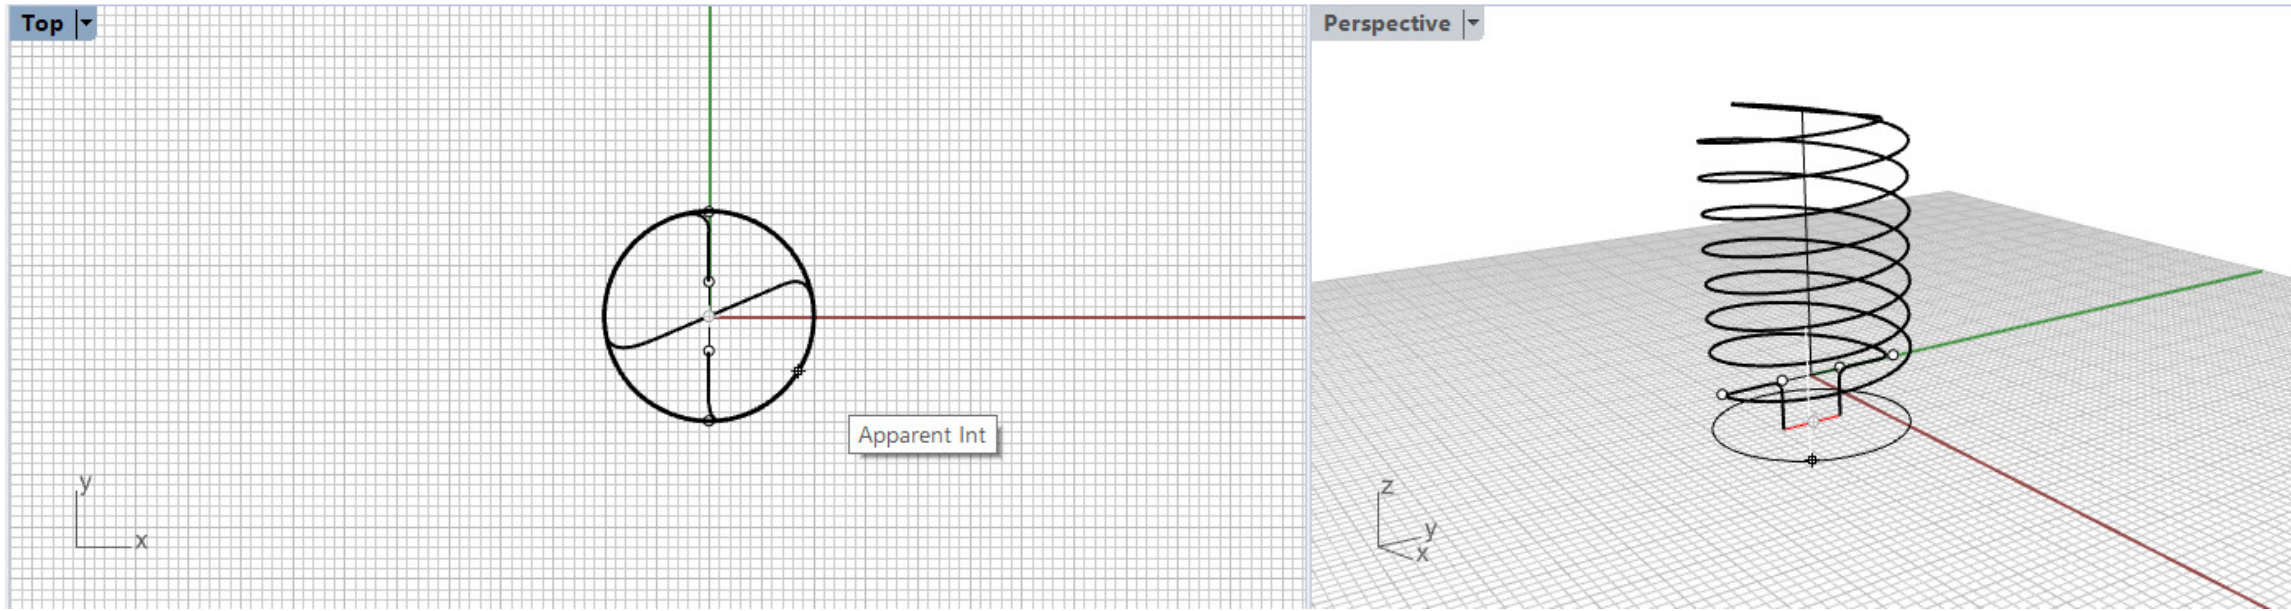 Top
Perspective
Apparent Int
y
x
z
y
x